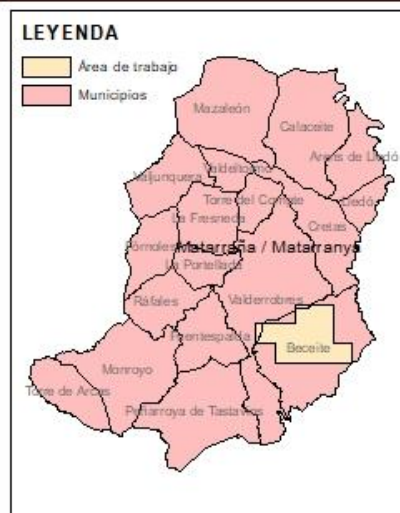 LEYENDA
Área de trabajo
Municipios
Mazaleón
Calaceite
Arens de Lledó
Valdeltormo
Valjunquera
Torre del Compte
Lledó
La Fresneda
Cretas
Fórnoles
Matarraña / Matarranya
La Portellada
Ráfales
Valderrobres
Fuentespalda
Beceite
Monroyo
Torre de Arcas
Peñarroya de Tastavins